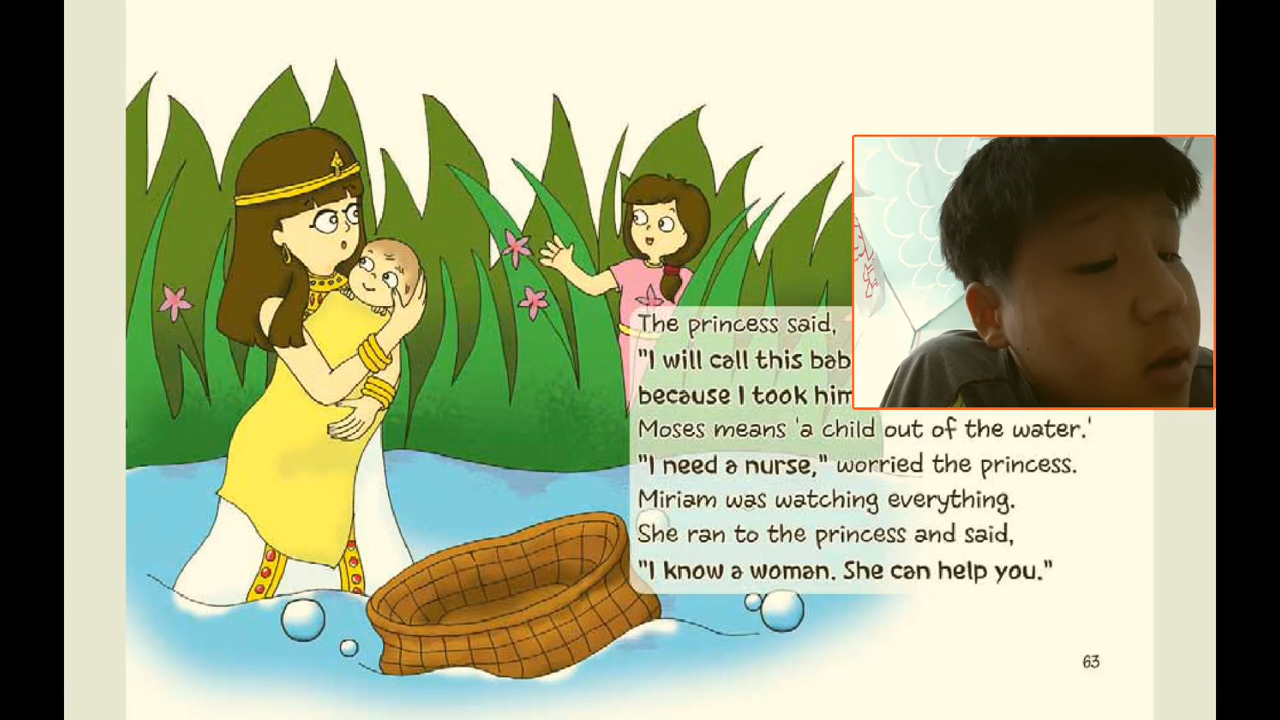 The princess said,
"I will call this bab
because I took him
Moses means 'a child out of the water.'
"I need a nurse," worried the princess.
Miriam was watching everything.
She ran to the princess and said,
"I know a woman. She can help you."
63